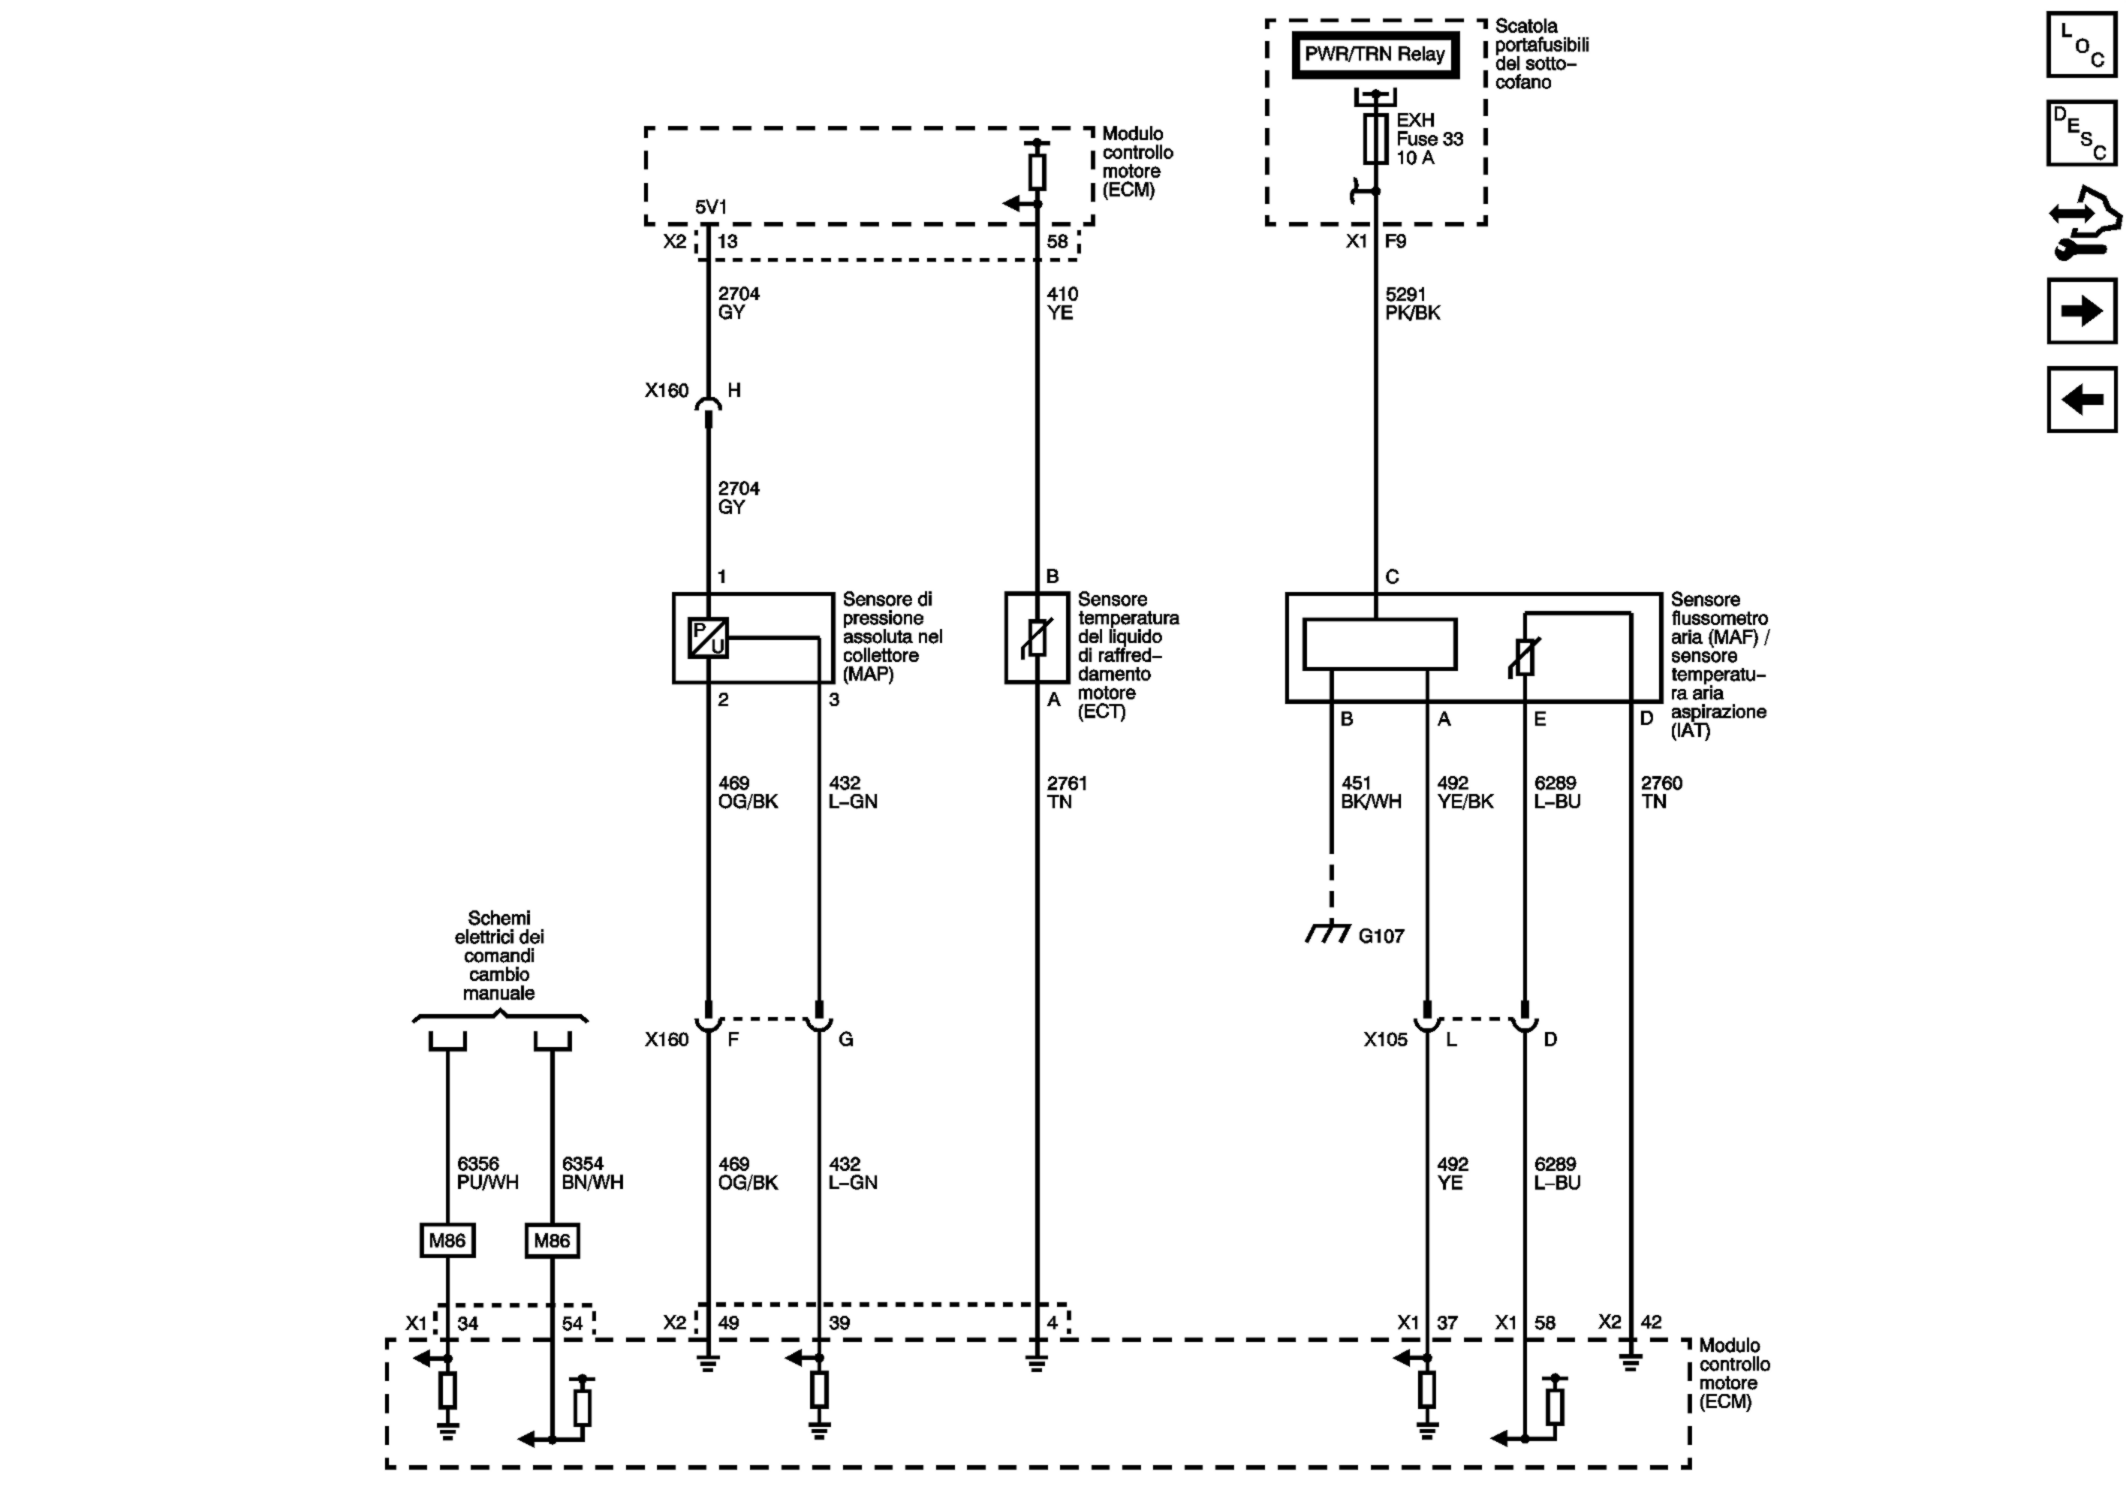 Scatola
portafusibili
del sotto–
cofano
PWR/TRN Relay
EXH
Fuse 33
10 A
L
O
C
D
E
S
C
Modulo
controllo
motore
(ECM)
5V1
X2 13
58
X1 F9
2704
GY
410
YE
5291
PK/BK
X160 H
2704
GY
1
B
C
Sensore di
pressione
assoluta nel
collettore
(MAP)
P
U
Sensore
temperatura
del liquido
di raffred–
damento
motore
(ECT)
Sensore
flussometro
aria (MAF) /
sensore
temperatu–
ra aria
aspirazione
(IAT)
2
3
A
B
A
E
D
469
OG/BK
432
L–GN
2761
TN
451
BK/WH
492
YE/BK
6289
L–BU
2760
TN
G107
Schemi
elettrici dei
comandi
cambio
manuale
X160 F
G
X105 L
D
6356
PU/WH
6354
BN/WH
469
OG/BK
432
L–GN
492
YE
6289
L–BU
M86
M86
X1 34
54
X2 49
39
4
X1 37
X1 58
X2 42
Modulo
controllo
motore
(ECM)